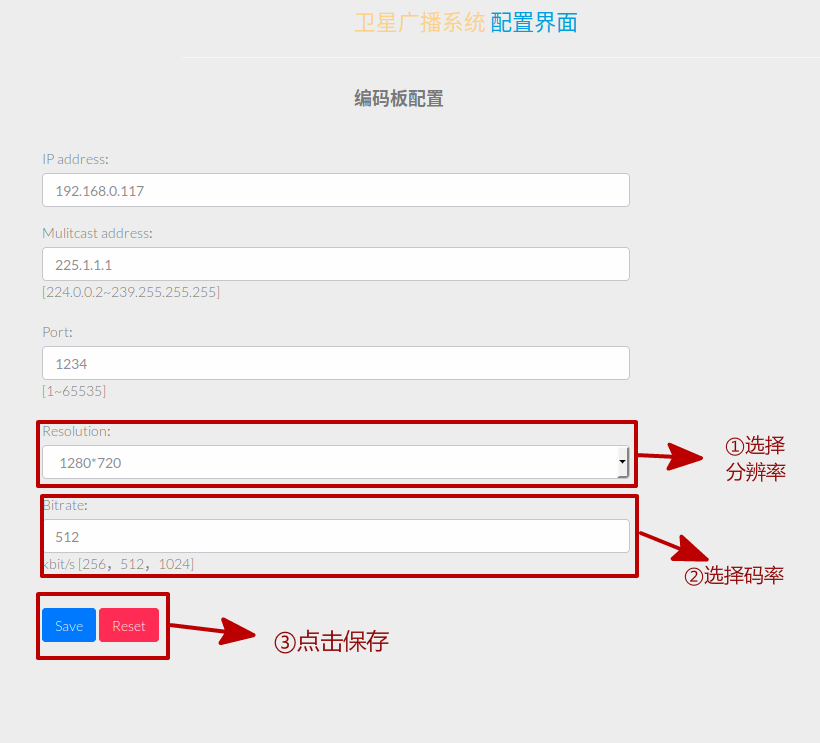 卫星广播系统 配置界面
编码板配置
IP address:
192.168.0.117
Mulitcast address:
225.1.1.1
[224.0.0.2~239.255.255.255]
Port:
1234
[1~65535]
Resolution:
1280*720
①选择
分辨率
Bitrate:
512
kbit/s [256，512，1024]
②选择码率
Save Reset
③点击保存